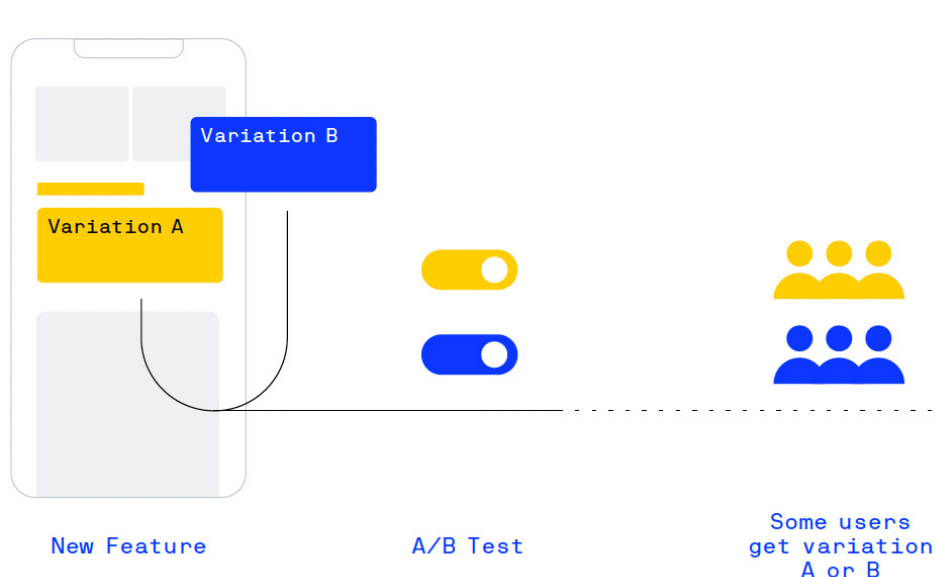 Variation B
Variation A
New Feature
A/B Test
Some users
get variation
A or B